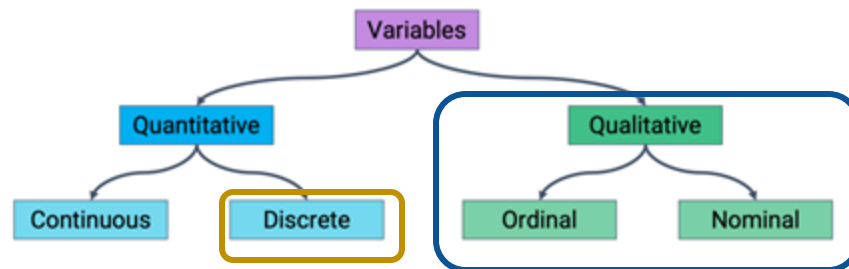 Variables
Quantitative
Qualitative
Continuous
Discrete
Ordinal
Nominal